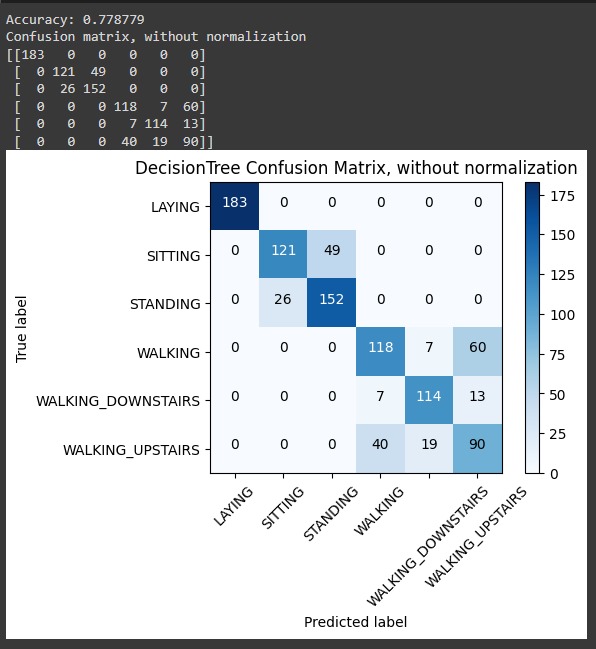 Accuracy: 0.778779
Confusion matrix, without normalization
[[183   0   0   0   0   0]
 [  0 121  49   0   0   0]
 [  0  26 152   0   0   0]
 [  0   0   0 118   7  60]
 [  0   0   0   7 114  13]
 [  0   0   0  40  19  90]]
DecisionTree Confusion Matrix, without normalization
LAYING 183 0 0 0 0 0
SITTING 0 121 49 0 0 0
STANDING 0 26 152 0 0 0
WALKING 0 0 0 118 7 60
WALKING_DOWNSTAIRS 0 0 0 7 114 13
WALKING_UPSTAIRS 0 0 0 40 19 90
True label
LAYING
SITTING
STANDING
WALKING
WALKING_DOWNSTAIRS
WALKING_UPSTAIRS
Predicted label
175
150
125
100
75
50
25
0